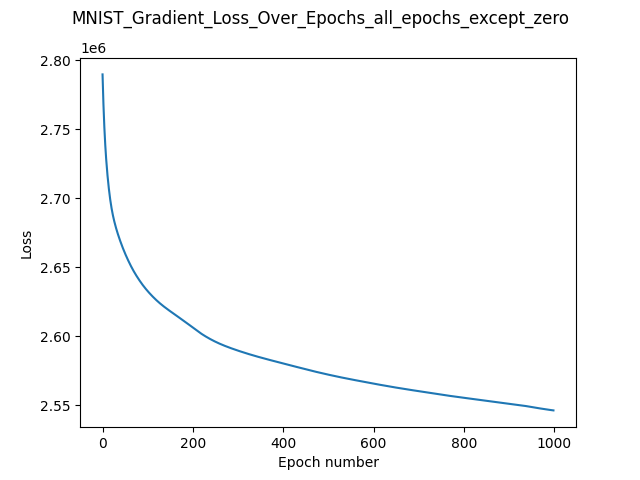 MNIST_Gradient_Loss_Over_Epochs_all_epochs_except_zero
1e6
2.80
2.75
2.70
2.65
2.60
2.55
Loss
0 200 400 600 800 1000
Epoch number